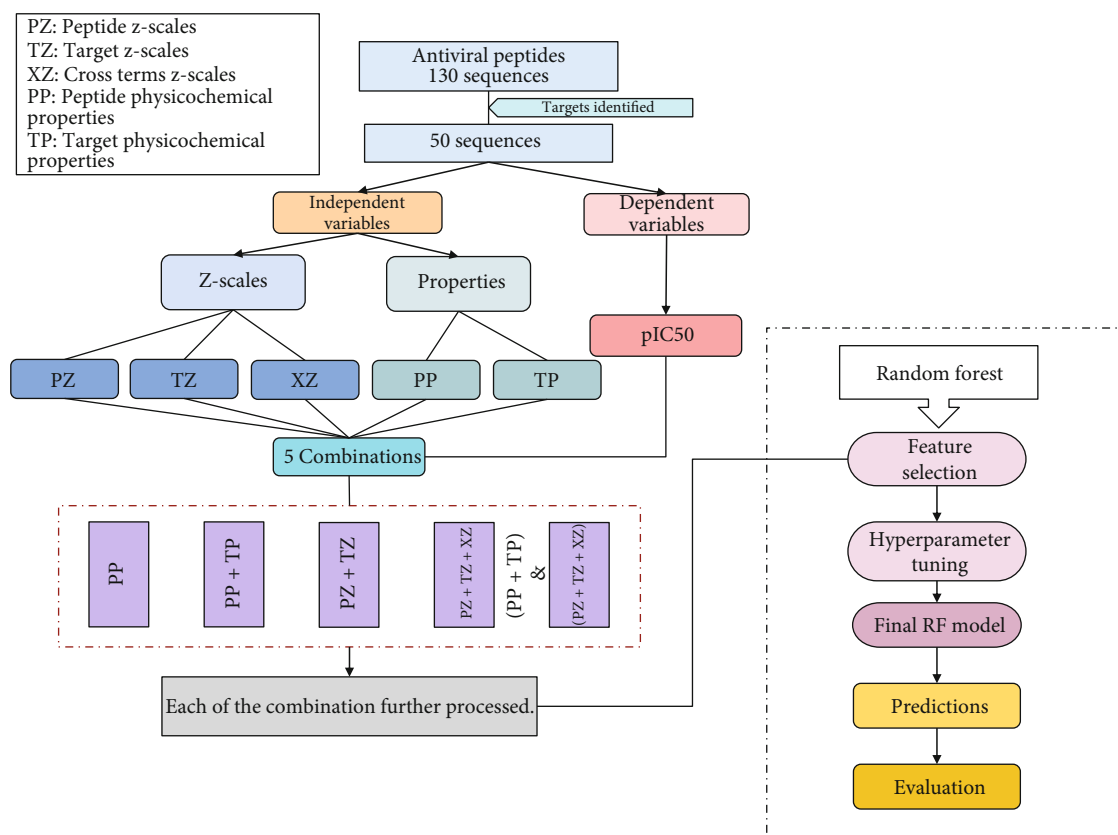 PZ: Peptide z-scales
TZ: Target z-scales
XZ: Cross terms z-scales
PP: Peptide physicochemical
properties
TP: Target physicochemical
properties
Antiviral peptides
130 sequences
Targets identified
50 sequences
Independent
variables
Dependent
variables
Z-scales
Properties
pIC50
PZ
TZ
XZ
PP
TP
5 Combinations
PP
PP + TP
PZ + TZ
PZ + TZ + XZ
(PP + TP)
&
(PZ + TZ + XZ)
Each of the combination further processed.
Random forest
Feature
selection
Hyperparameter
tuning
Final RF model
Predictions
Evaluation